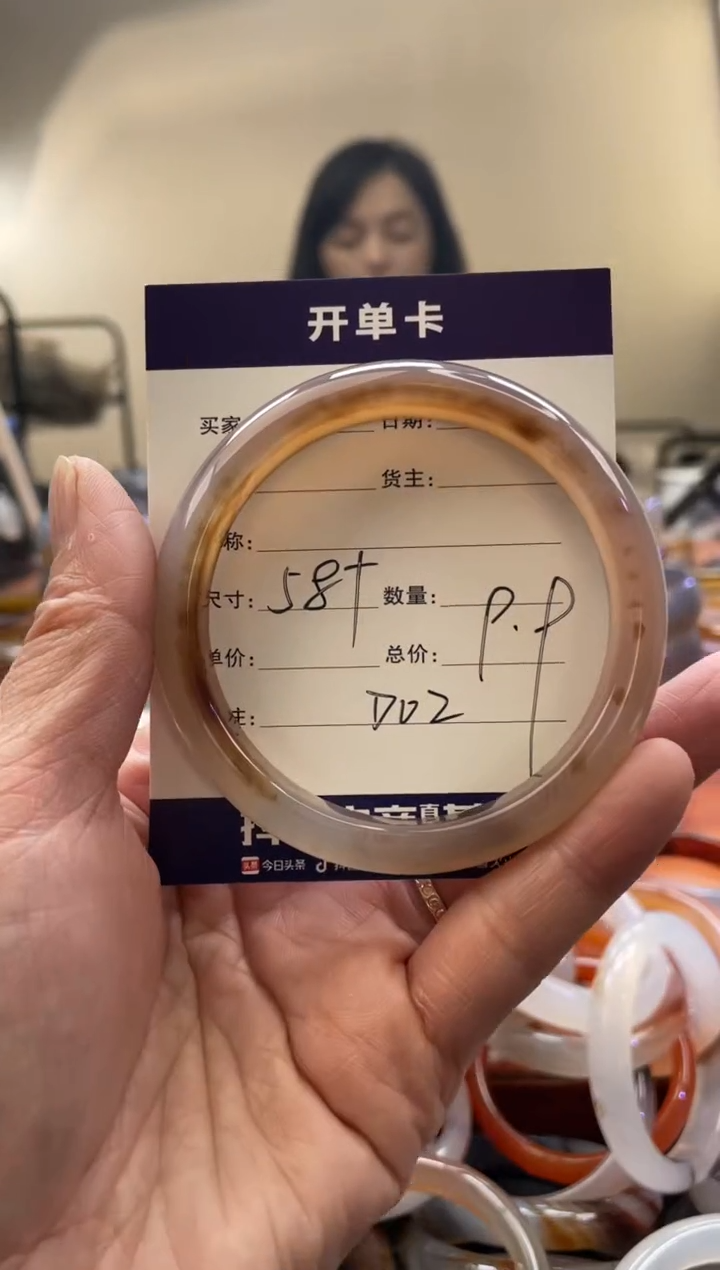 开单卡
买家 日期:
货主:
称:
尺寸: 58+ 数量:
单价: 总价: P.P
注: D02
今日头条